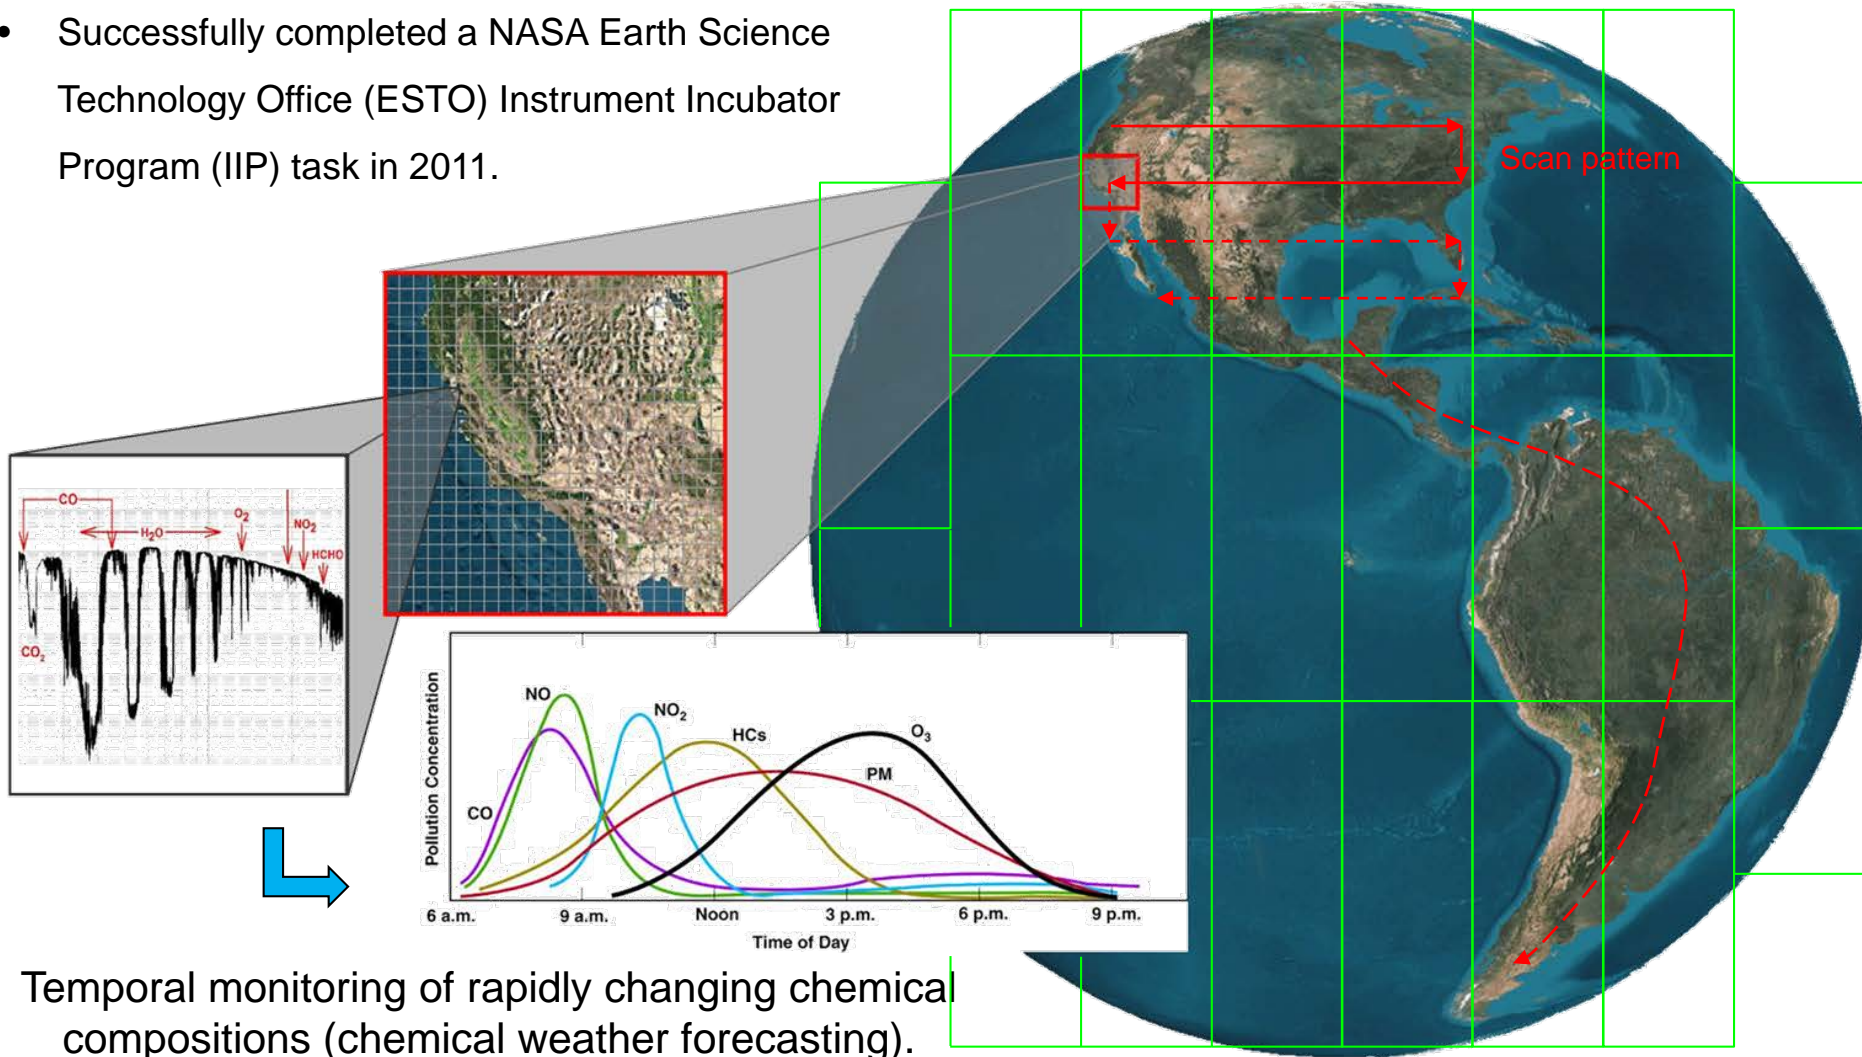 • Successfully completed a NASA Earth Science
Technology Office (ESTO) Instrument Incubator
Program (IIP) task in 2011.
Scan pattern
CO
H₂O
O₂
NO₂
HCHO
CO₂
Pollution Concentration
NO
NO₂
HCs
O₃
PM
CO
6 a.m. 9 a.m. Noon 3 p.m. 6 p.m. 9 p.m.
Time of Day
Temporal monitoring of rapidly changing chemical
compositions (chemical weather forecasting).